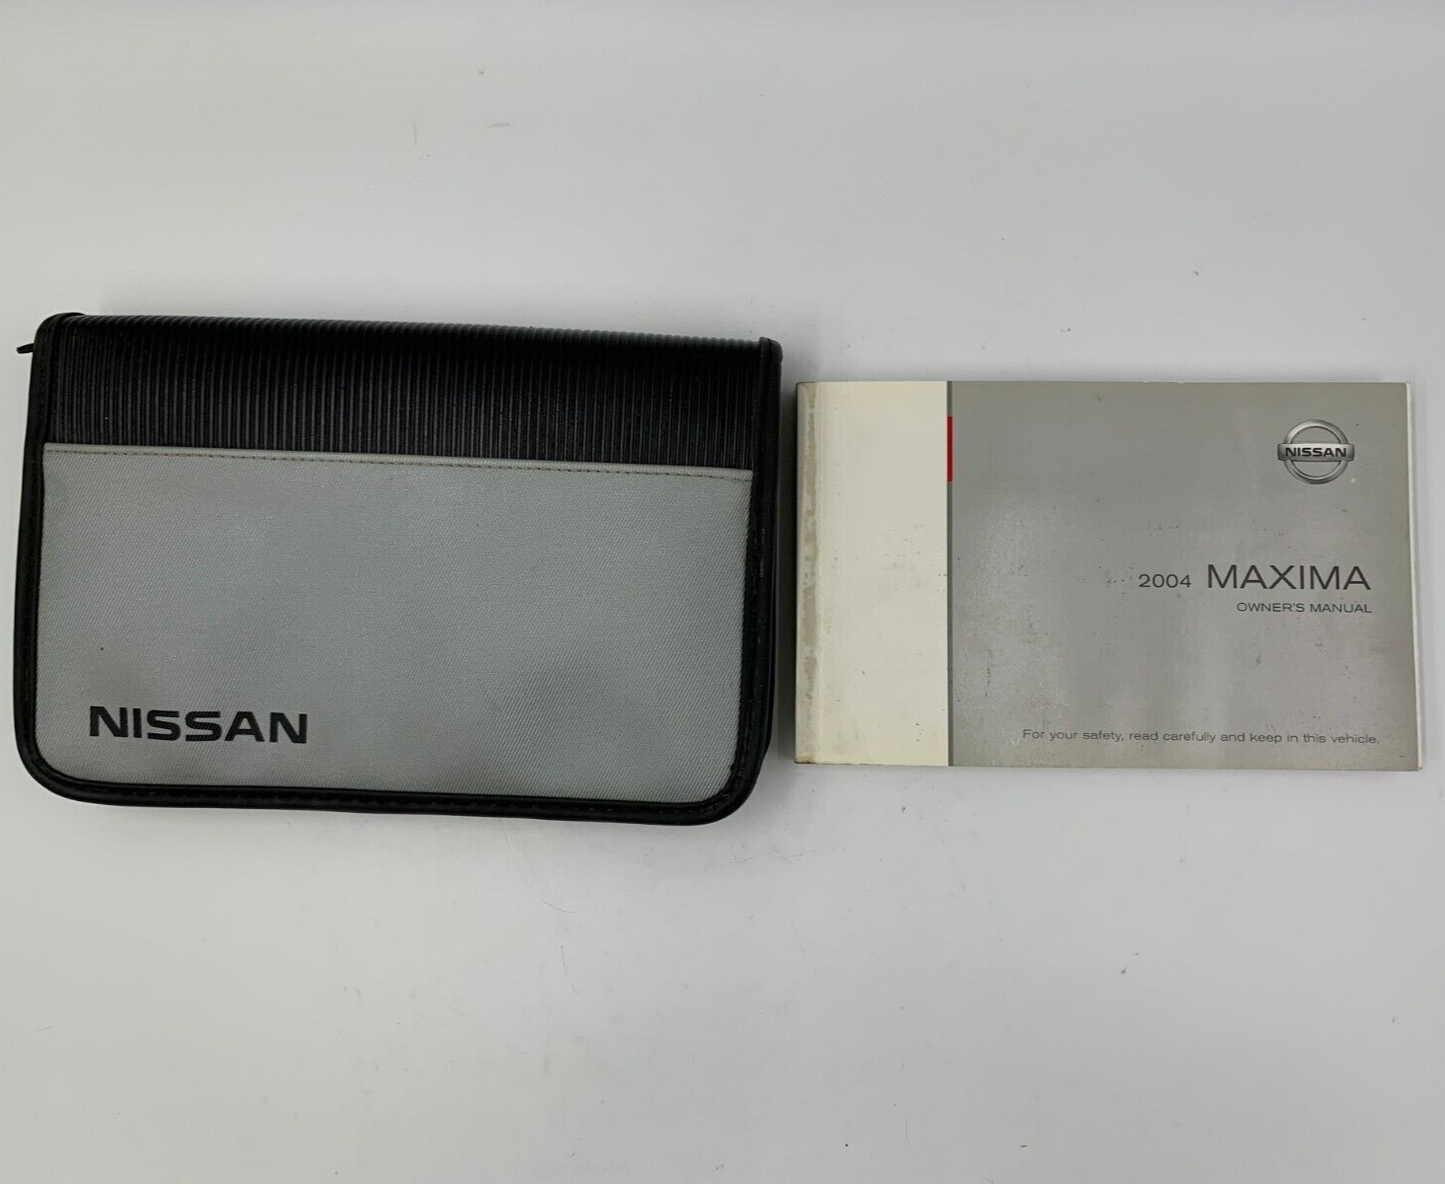 NISSAN
NISSAN
2004 MAXIMA
OWNER'S MANUAL
For your safety, read carefully and keep in this vehicle.